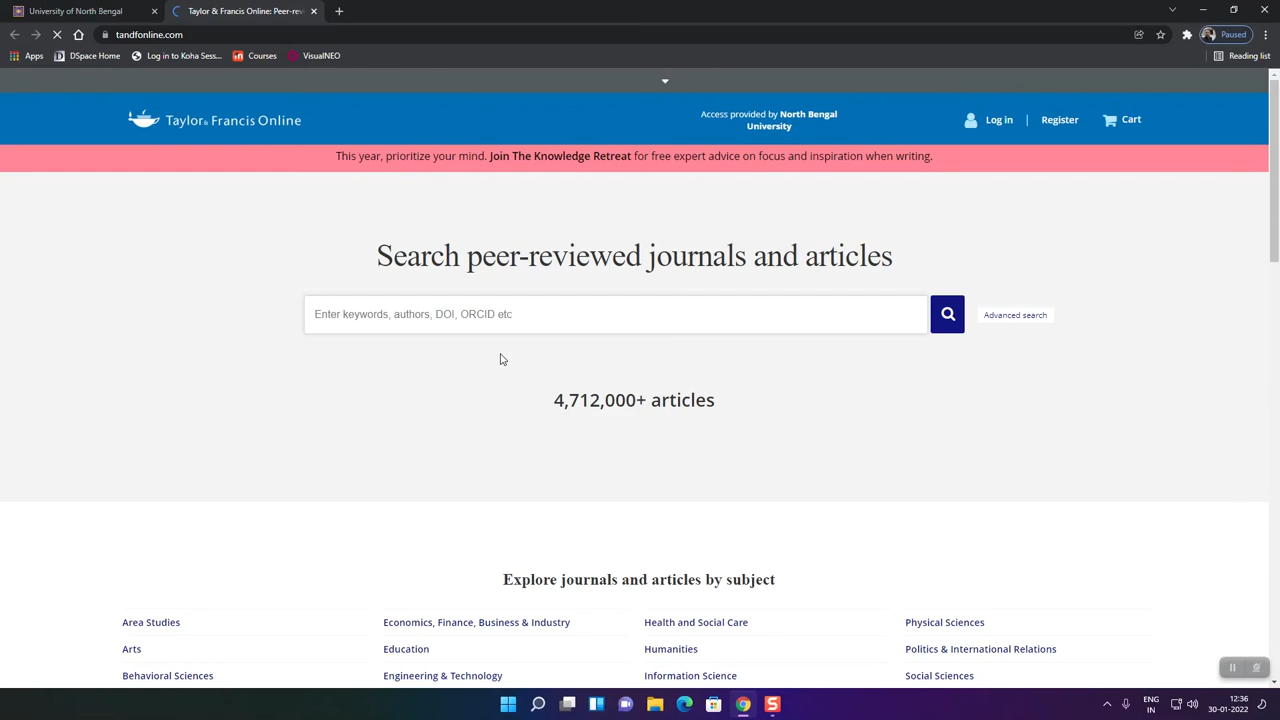 University of North Bengal
Taylor & Francis Online: Peer-rev
tandfonline.com
Paused
Apps
DSpace Home
Log in to Koha Sess...
Courses
VisualNEO
Reading list
Taylor & Francis Online
Access provided by North Bengal
University
Log in
Register
Cart
This year, prioritize your mind. Join The Knowledge Retreat for free expert advice on focus and inspiration when writing.
Search peer-reviewed journals and articles
Enter keywords, authors, DOI, ORCID etc
Advanced search
4,712,000+ articles
Explore journals and articles by subject
Area Studies
Economics, Finance, Business & Industry
Health and Social Care
Physical Sciences
Arts
Education
Humanities
Politics & International Relations
Behavioral Sciences
Engineering & Technology
Information Science
Social Sciences
ENG
IN
12:36
30-01-2022